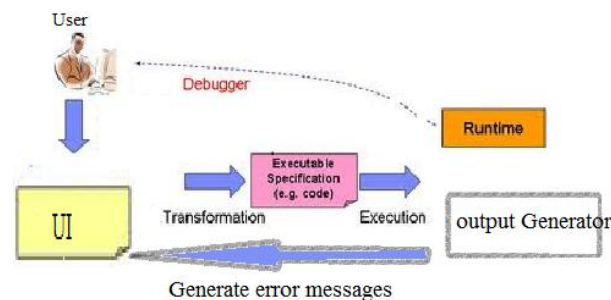 User
Debugger
Runtime
Executable
Specification
(e.g. code)
UI
Transformation
Execution
output Generator
Generate error messages